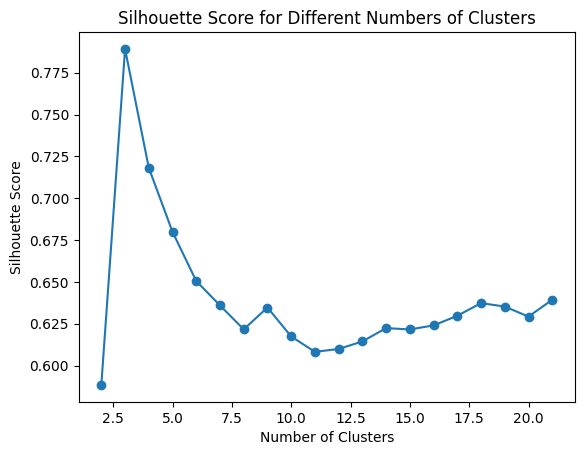 Silhouette Score for Different Numbers of Clusters
0.775
0.750
0.725
0.700
0.675
0.650
0.625
0.600
Silhouette Score
2.5 5.0 7.5 10.0 12.5 15.0 17.5 20.0
Number of Clusters